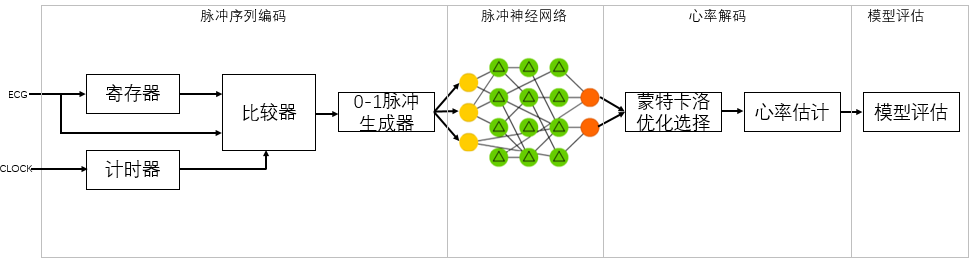 脉冲序列编码
脉冲神经网络
心率解码
模型评估
ECG
寄存器
比较器
0-1脉冲
生成器
蒙特卡洛
优化选择
心率估计
模型评估
CLOCK
计时器